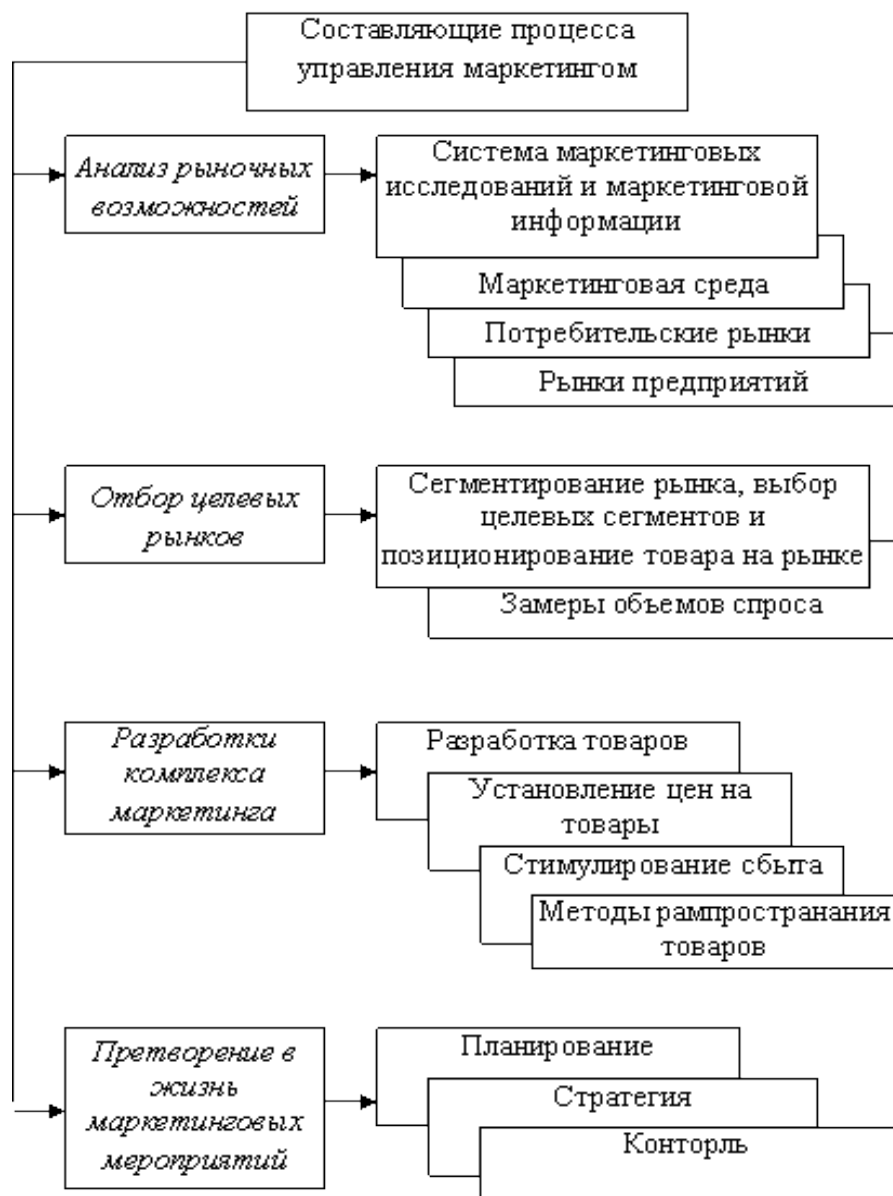 Составляющие процесса
управления маркетингом
Анализ рыночных
возможностей
Система маркетинговых
исследований и маркетинговой
информации
Маркетинговая среда
Потребительские рынки
Рынки предприятий
Отбор целевых
рынков
Сегментирование рынка, выбор
целевых сегментов и
позиционирование товара на рынке
Замеры объемов спроса
Разработки
комплекса
маркетинга
Разработка товаров
Установление цен на
товары
Стимулирование сбыта
Методы рампространания
товаров
Претворение в
жизнь
маркетинговых
мероприятий
Планирование
Стратегия
Конторль